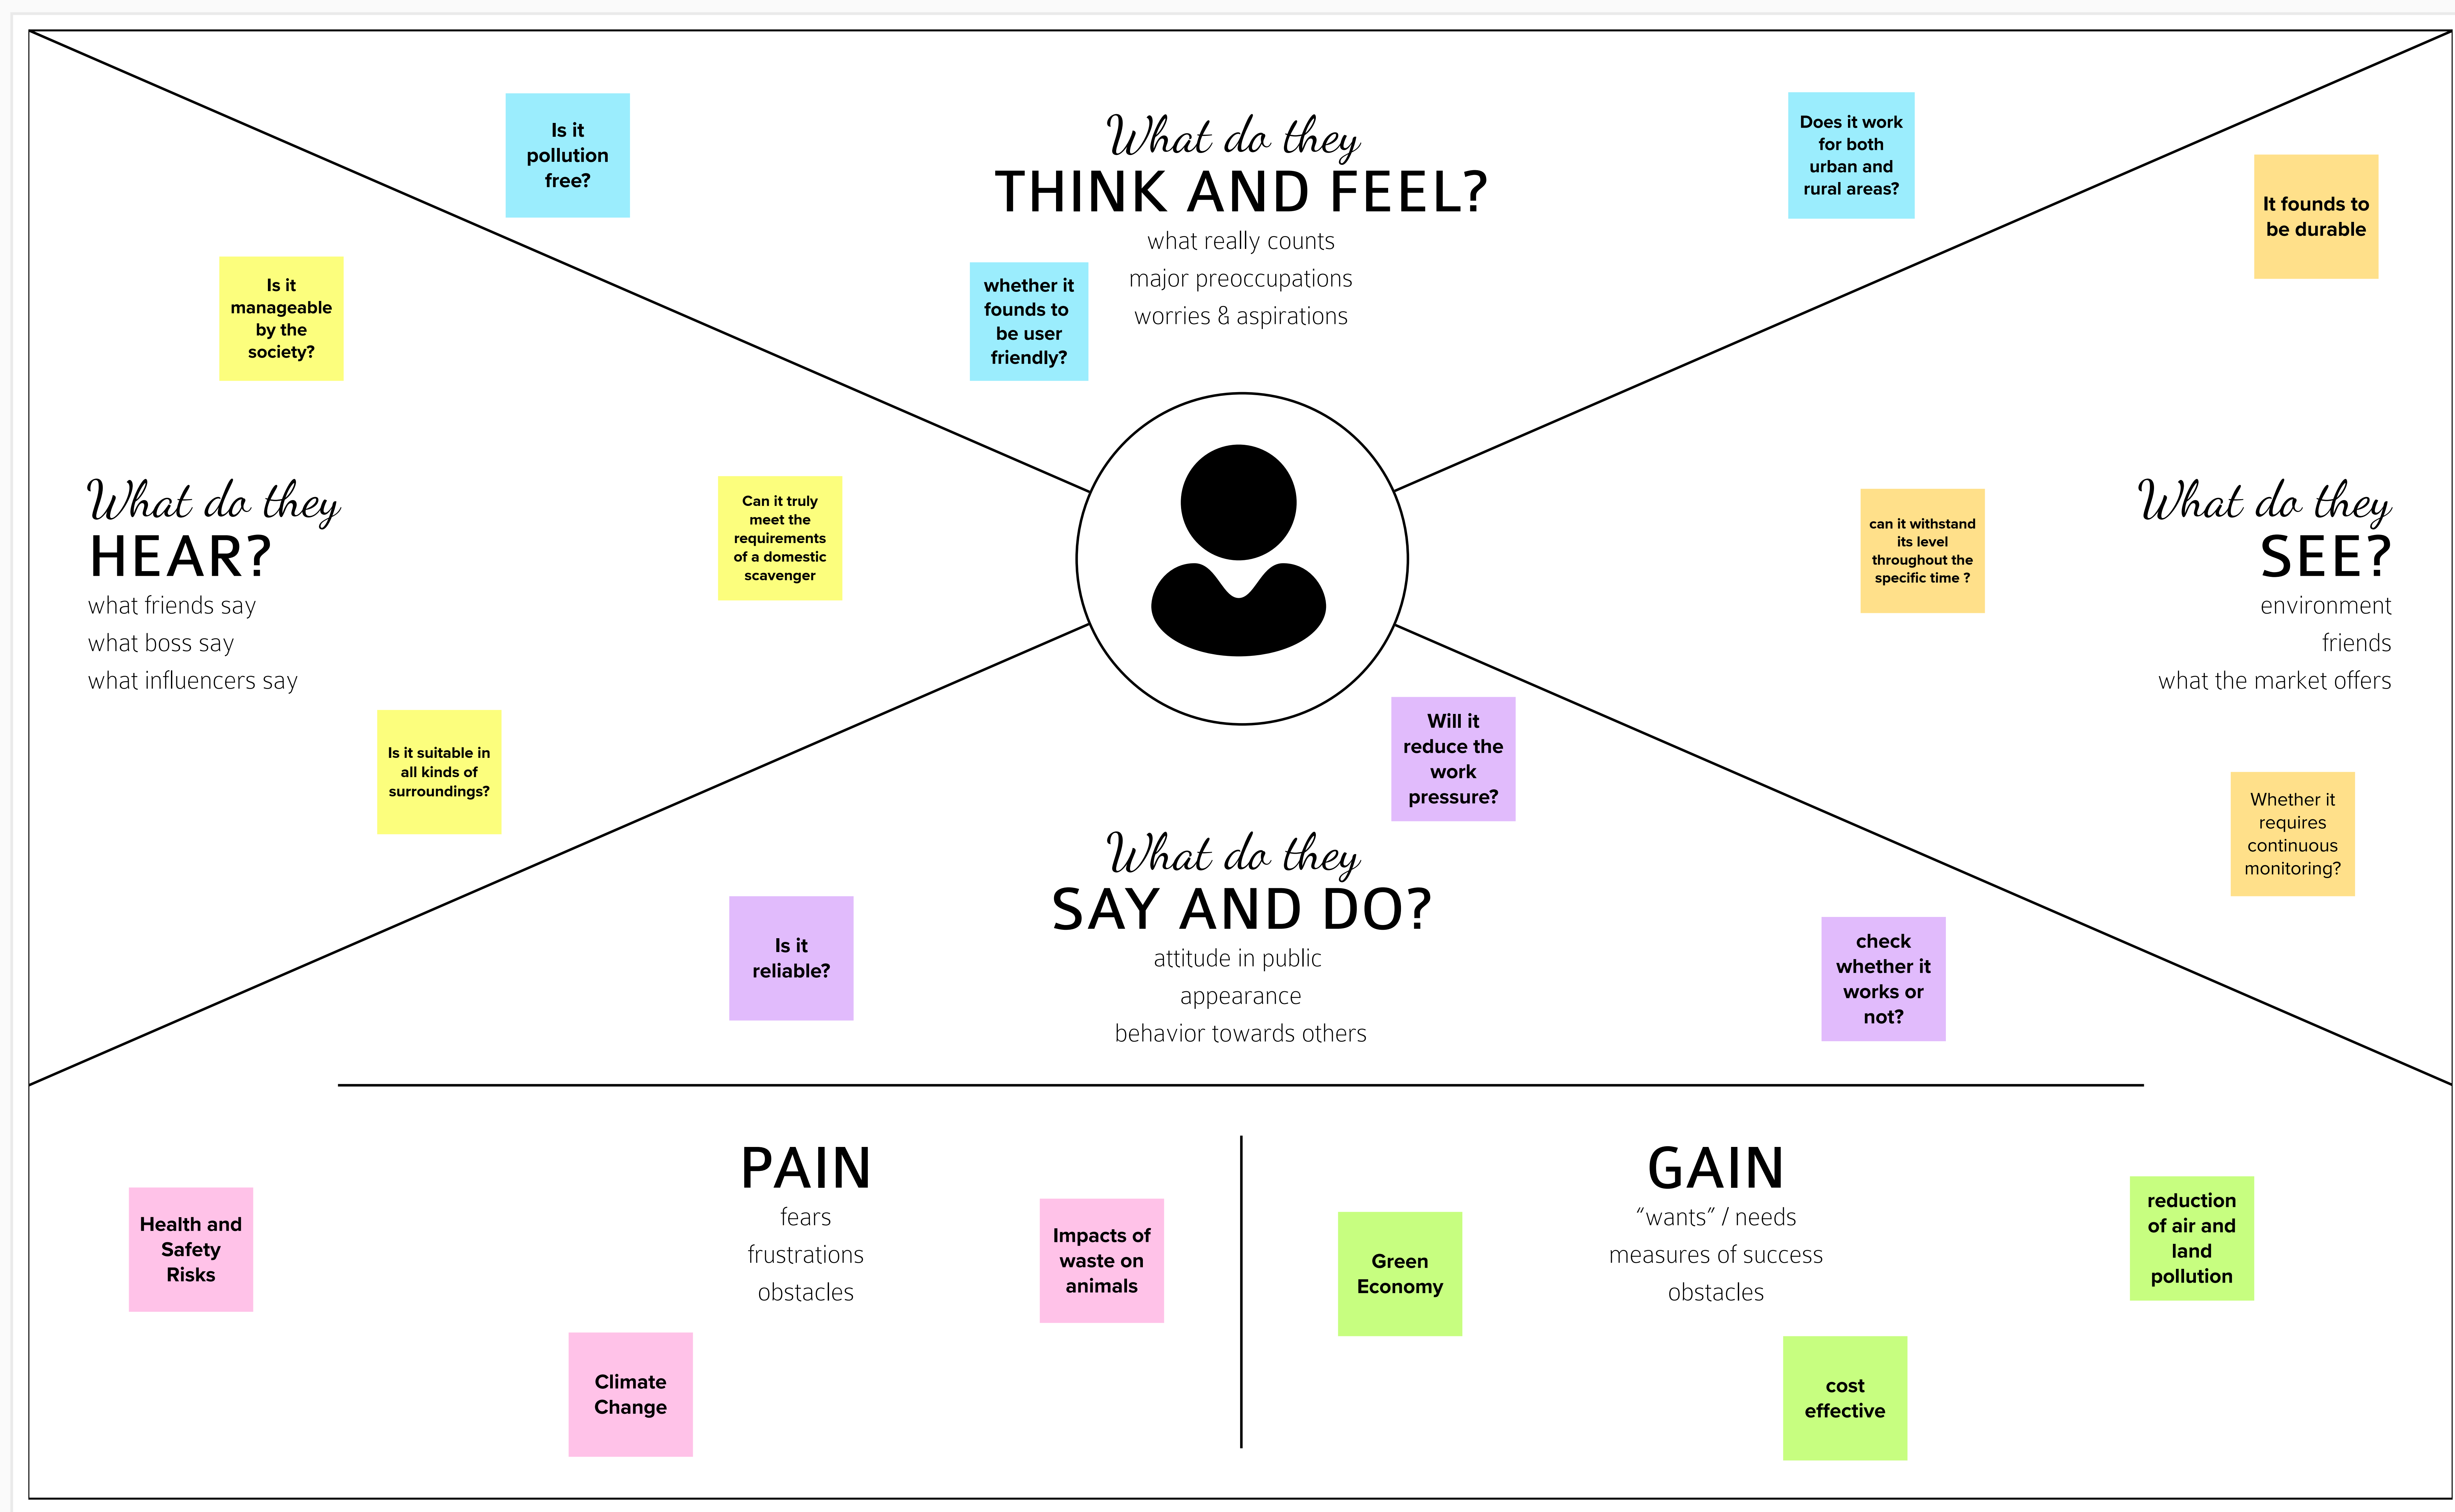 Is it
pollution
free?
What do they
THINK AND FEEL?
what really counts
major preoccupations
worries & aspirations
whether it
founds to
be user
friendly?
Does it work
for both
urban and
rural areas?
Is it
manageable
by the
society?
What do they
HEAR?
what friends say
what boss say
what influencers say
Can it truly
meet the
requirements
of a domestic
scavenger
Is it suitable in
all kinds of
surroundings?
It founds to
be durable
can it withstand
its level
throughout the
specific time ?
What do they
SEE?
environment
friends
what the market offers
Whether it
requires
continuous
monitoring?
Will it
reduce the
work
pressure?
What do they
SAY AND DO?
attitude in public
appearance
behavior towards others
Is it
reliable?
check
whether it
works or
not?
PAIN
fears
frustrations
obstacles
Health and
Safety
Risks
Climate
Change
Impacts of
waste on
animals
GAIN
“wants” / needs
measures of success
obstacles
Green
Economy
cost
effective
reduction
of air and
land
pollution